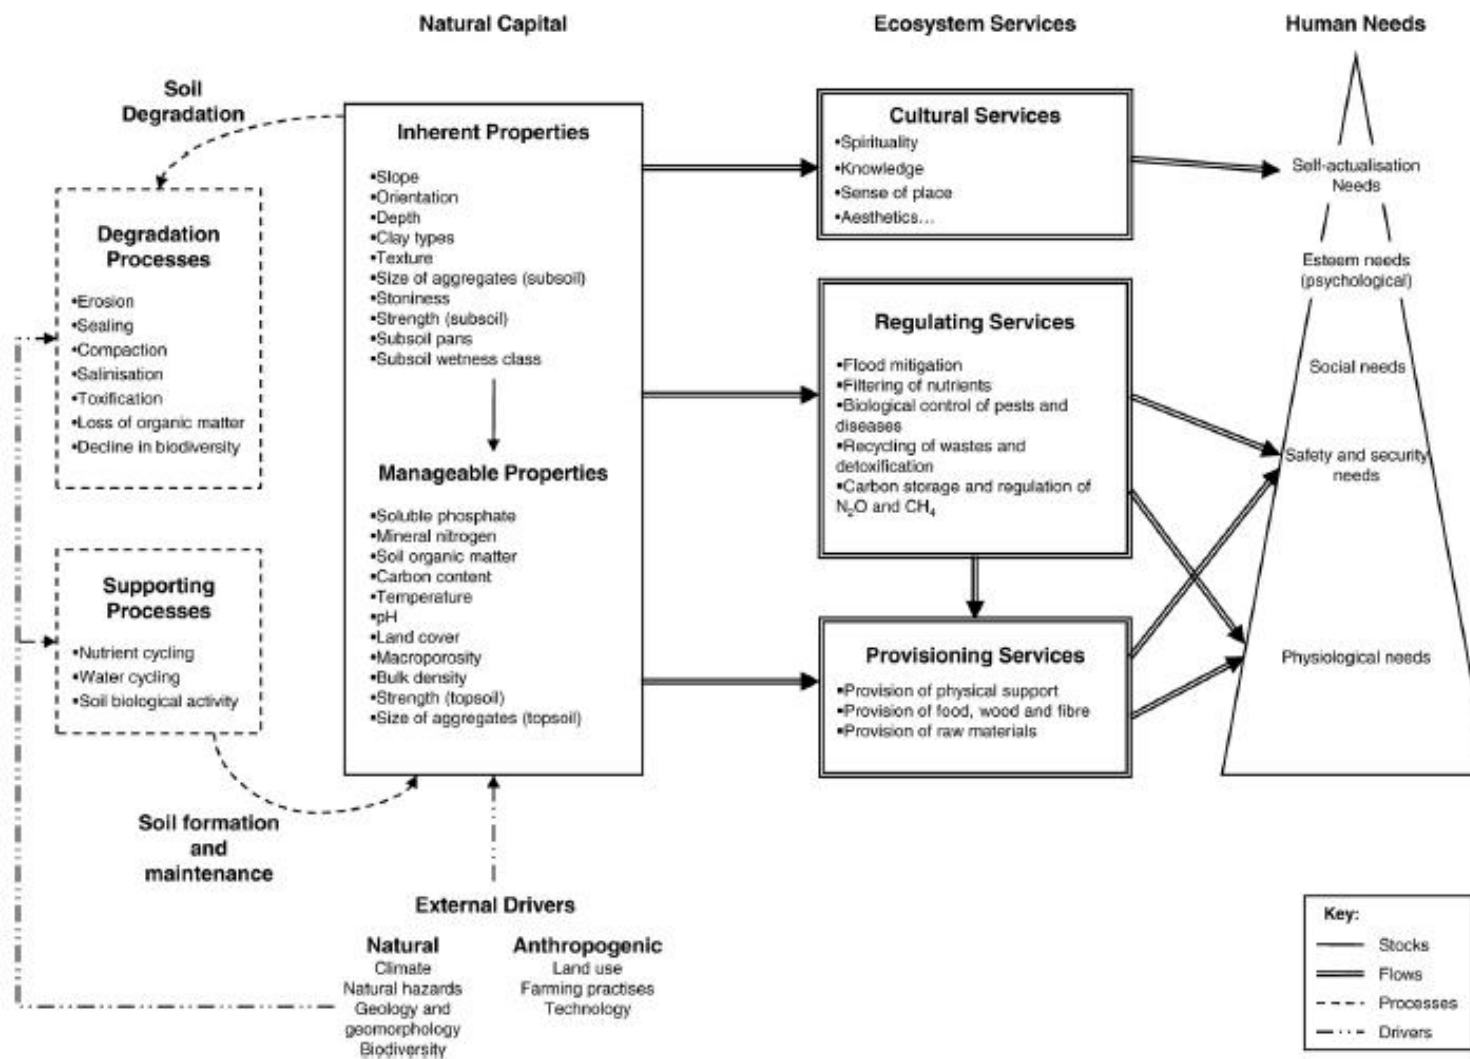 Natural Capital
Ecosystem Services
Human Needs
Soil
Degradation
Degradation
Processes
▪Erosion
▪Sealing
▪Compaction
▪Salinisation
▪Toxification
▪Loss of organic matter
▪Decline in biodiversity
Supporting
Processes
▪Nutrient cycling
▪Water cycling
▪Soil biological activity
Soil formation
and
maintenance
Inherent Properties
▪Slope
▪Orientation
▪Depth
▪Clay types
▪Texture
▪Size of aggregates (subsoil)
▪Stoniness
▪Strength (subsoil)
▪Subsoil pans
▪Subsoil wetness class
Manageable Properties
▪Soluble phosphate
▪Mineral nitrogen
▪Soil organic matter
▪Carbon content
▪Temperature
▪pH
▪Land cover
▪Macroporosity
▪Bulk density
▪Strength (topsoil)
▪Size of aggregates (topsoil)
External Drivers
Natural
Climate
Natural hazards
Geology and
geomorphology
Biodiversity
Anthropogenic
Land use
Farming practises
Technology
Cultural Services
▪Spirituality
▪Knowledge
▪Sense of place
▪Aesthetics…
Regulating Services
▪Flood mitigation
▪Filtering of nutrients
▪Biological control of pests and
diseases
▪Recycling of wastes and
detoxification
▪Carbon storage and regulation of
N₂O and CH₄
Provisioning Services
▪Provision of physical support
▪Provision of food, wood and fibre
▪Provision of raw materials
Self-actualisation
Needs
Esteem needs
(psychological)
Social needs
Safety and security
needs
Physiological needs
Key:
Stocks
Flows
Processes
Drivers